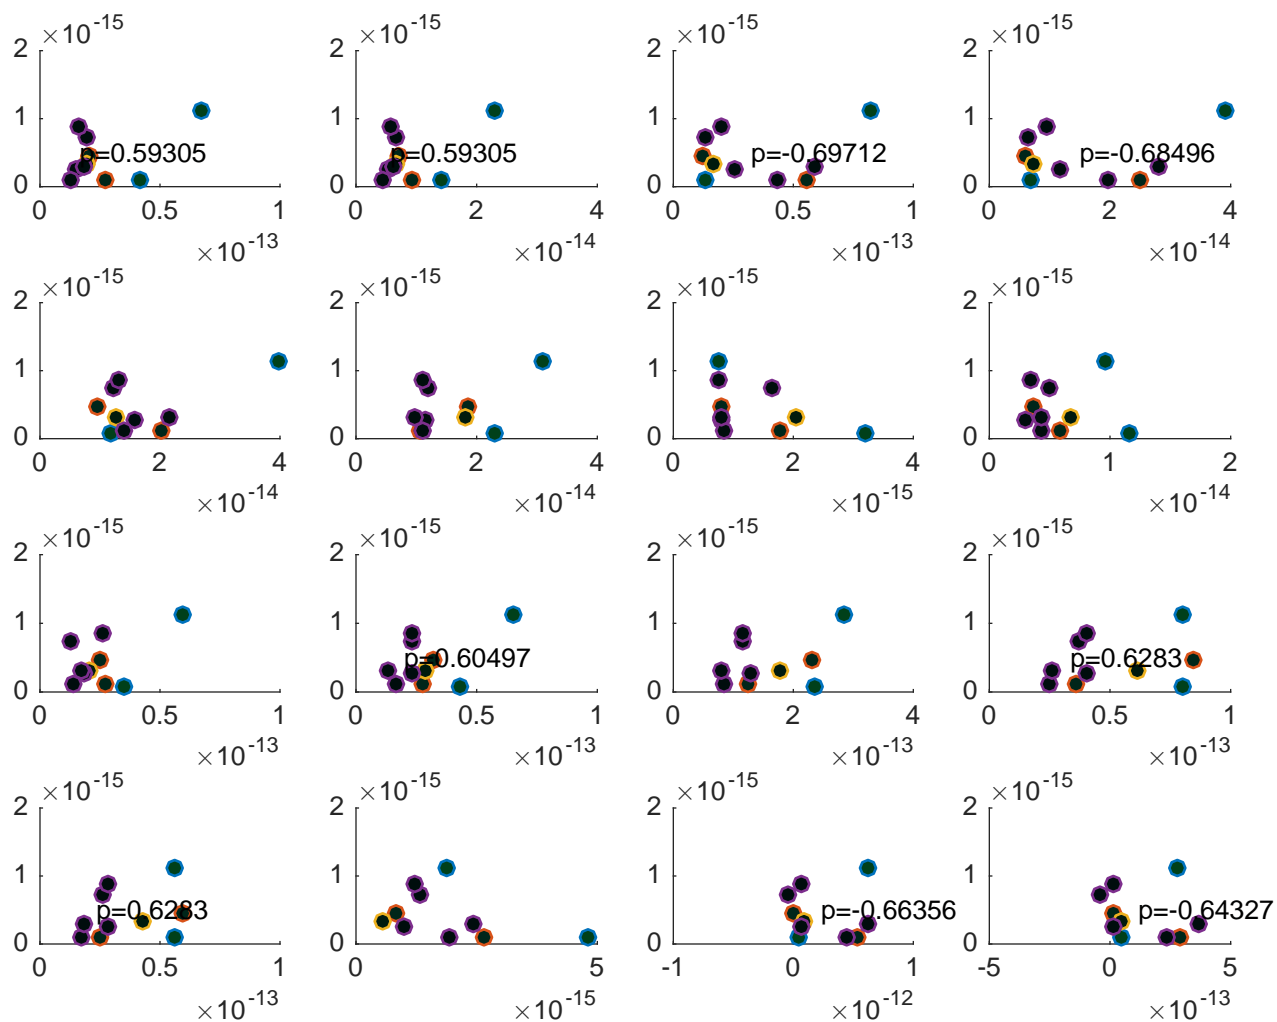 ×10⁻¹⁵ ×10⁻¹⁵ ×10⁻¹⁵ ×10⁻¹⁵
2 2 2 2
1 1 1 1
p=0.59305 p=0.59305 p=-0.69712 p=-0.68496
0 0 0 0
0 0.5 1 0 2 4 0 0.5 1 0 2 4
×10⁻¹³ ×10⁻¹⁴ ×10⁻¹³ ×10⁻¹⁴
×10⁻¹⁵ ×10⁻¹⁵ ×10⁻¹⁵ ×10⁻¹⁵
2 2 2 2
1 1 1 1
0 0 0 0
0 2 4 0 2 4 0 2 4 0 1 2
×10⁻¹⁴ ×10⁻¹⁴ ×10⁻¹⁵ ×10⁻¹⁴
×10⁻¹⁵ ×10⁻¹⁵ ×10⁻¹⁵ ×10⁻¹⁵
2 2 2 2
1 1 1 1
p=0.60497 p=0.6283
0 0 0 0
0 0.5 1 0 0.5 1 0 2 4 0 0.5 1
×10⁻¹³ ×10⁻¹³ ×10⁻¹³ ×10⁻¹³
×10⁻¹⁵ ×10⁻¹⁵ ×10⁻¹⁵ ×10⁻¹⁵
2 2 2 2
1 1 1 1
p=0.6283 p=-0.66356 p=-0.64327
0 0 0 0
0 0.5 1 0 5 -1 0 1 -5 0 5
×10⁻¹³ ×10⁻¹⁵ ×10⁻¹² ×10⁻¹³